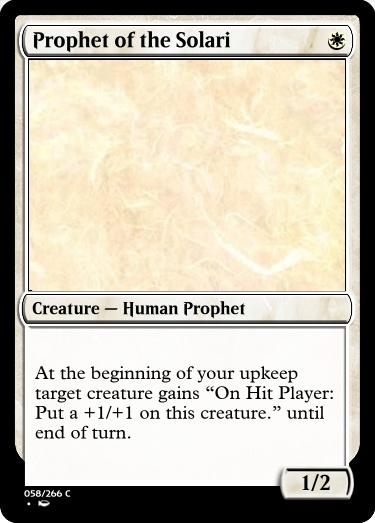 Prophet of the Solari
Creature — Human Prophet
At the beginning of your upkeep
target creature gains “On Hit Player:
Put a +1/+1 on this creature.” until
end of turn.
1/2
058/266 C